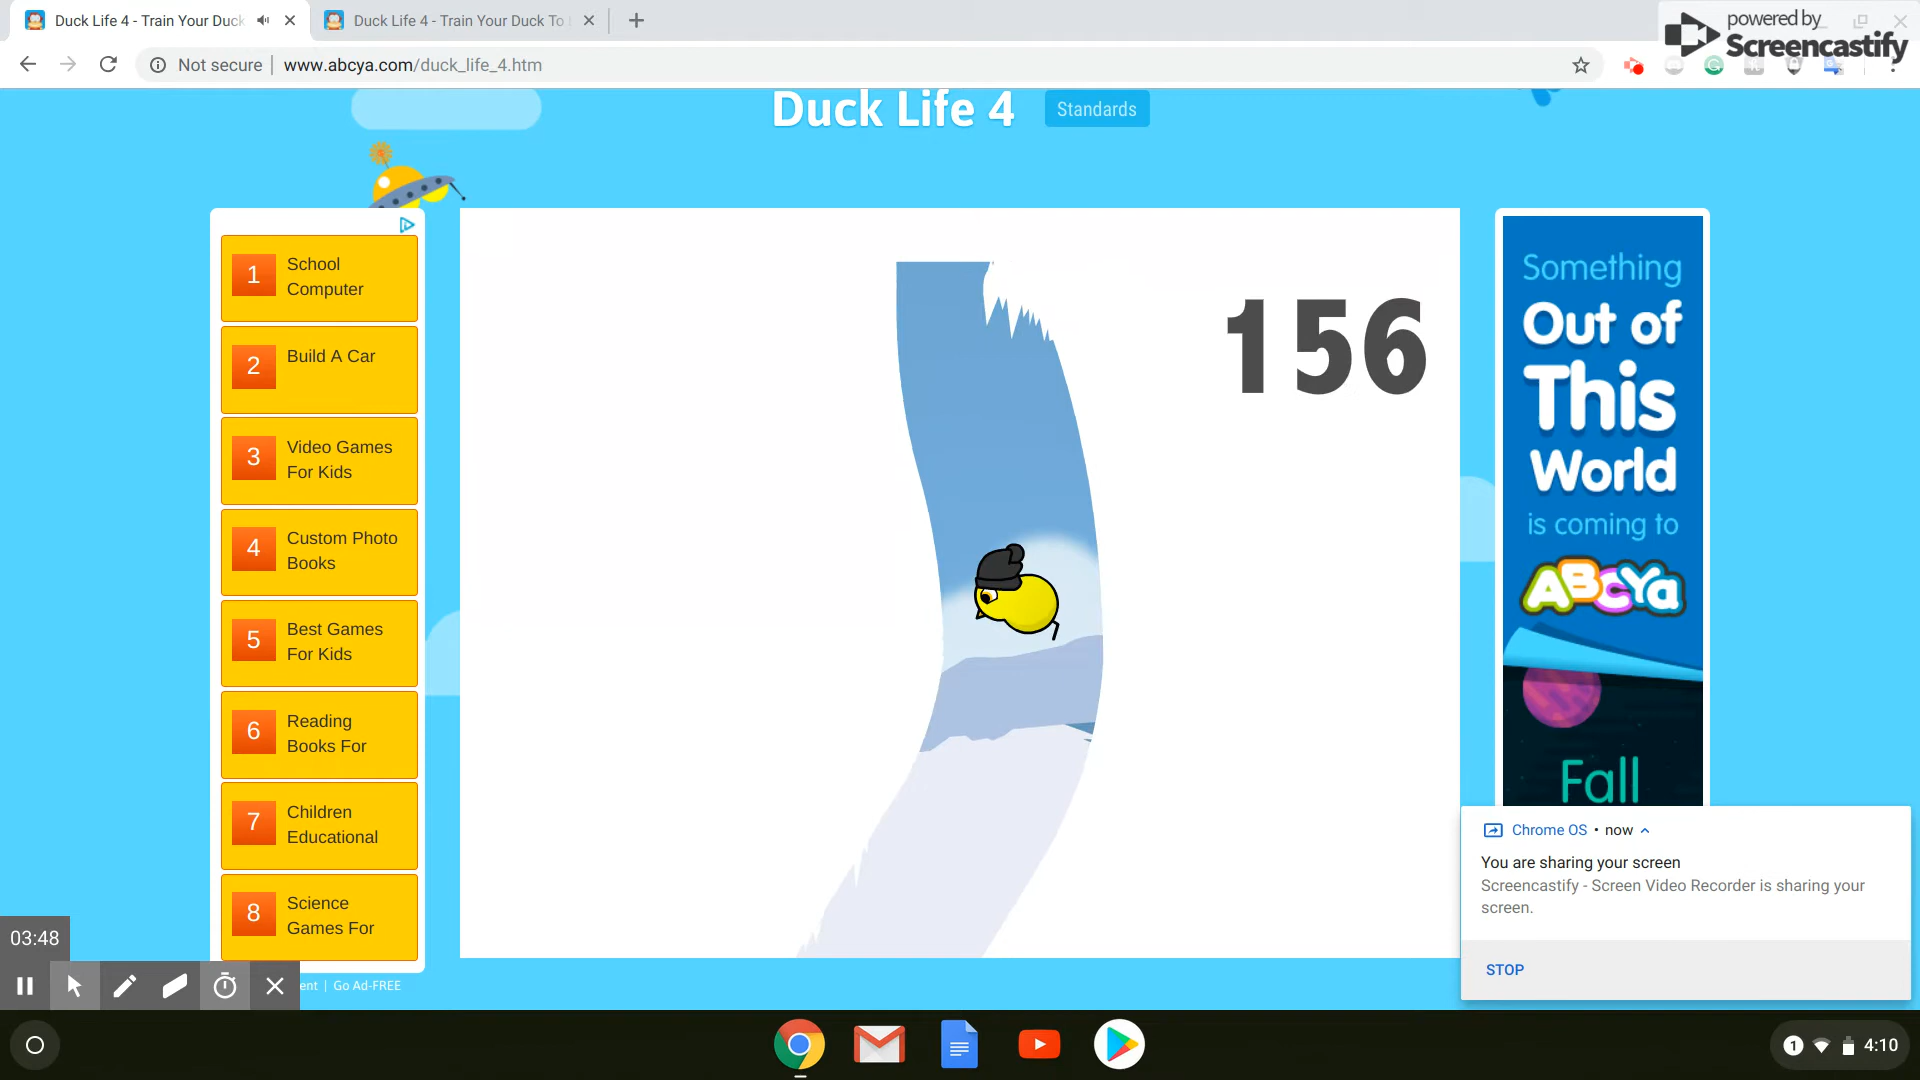 Duck Life 4 - Train Your Duck
Duck Life 4 - Train Your Duck To
powered by
Screencastify
Not secure
www.abcya.com/duck_life_4.htm
Duck Life 4
Standards
1
School
Computer
2
Build A Car
3
Video Games
For Kids
4
Custom Photo
Books
5
Best Games
For Kids
6
Reading
Books For
7
Children
Educational
8
Science
Games For
ent | Go Ad-FREE
156
Something
Out of
This
World
is coming to
ABCYa
Fall
Chrome OS • now
You are sharing your screen
Screencastify - Screen Video Recorder is sharing your
screen.
STOP
03:48
1
4:10